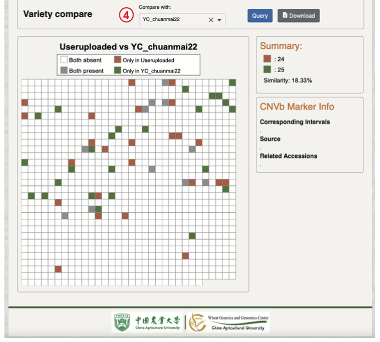 Variety compare
④
Compare with:
YC_chuanmai22
× ▾
Query
Download
Useruploaded vs YC_chuanmai22
Both absent
Only in Useruploaded
Both present
Only in YC_chuanmai22
Summary:
: 24
: 25
Similarity: 18.33%
CNVb Marker Info
Corresponding Intervals
.
Source
.
Related Accessions
.
中国农业大学
China Agricultural University
Wheat Genetics and Genomics Center
China Agricultural University